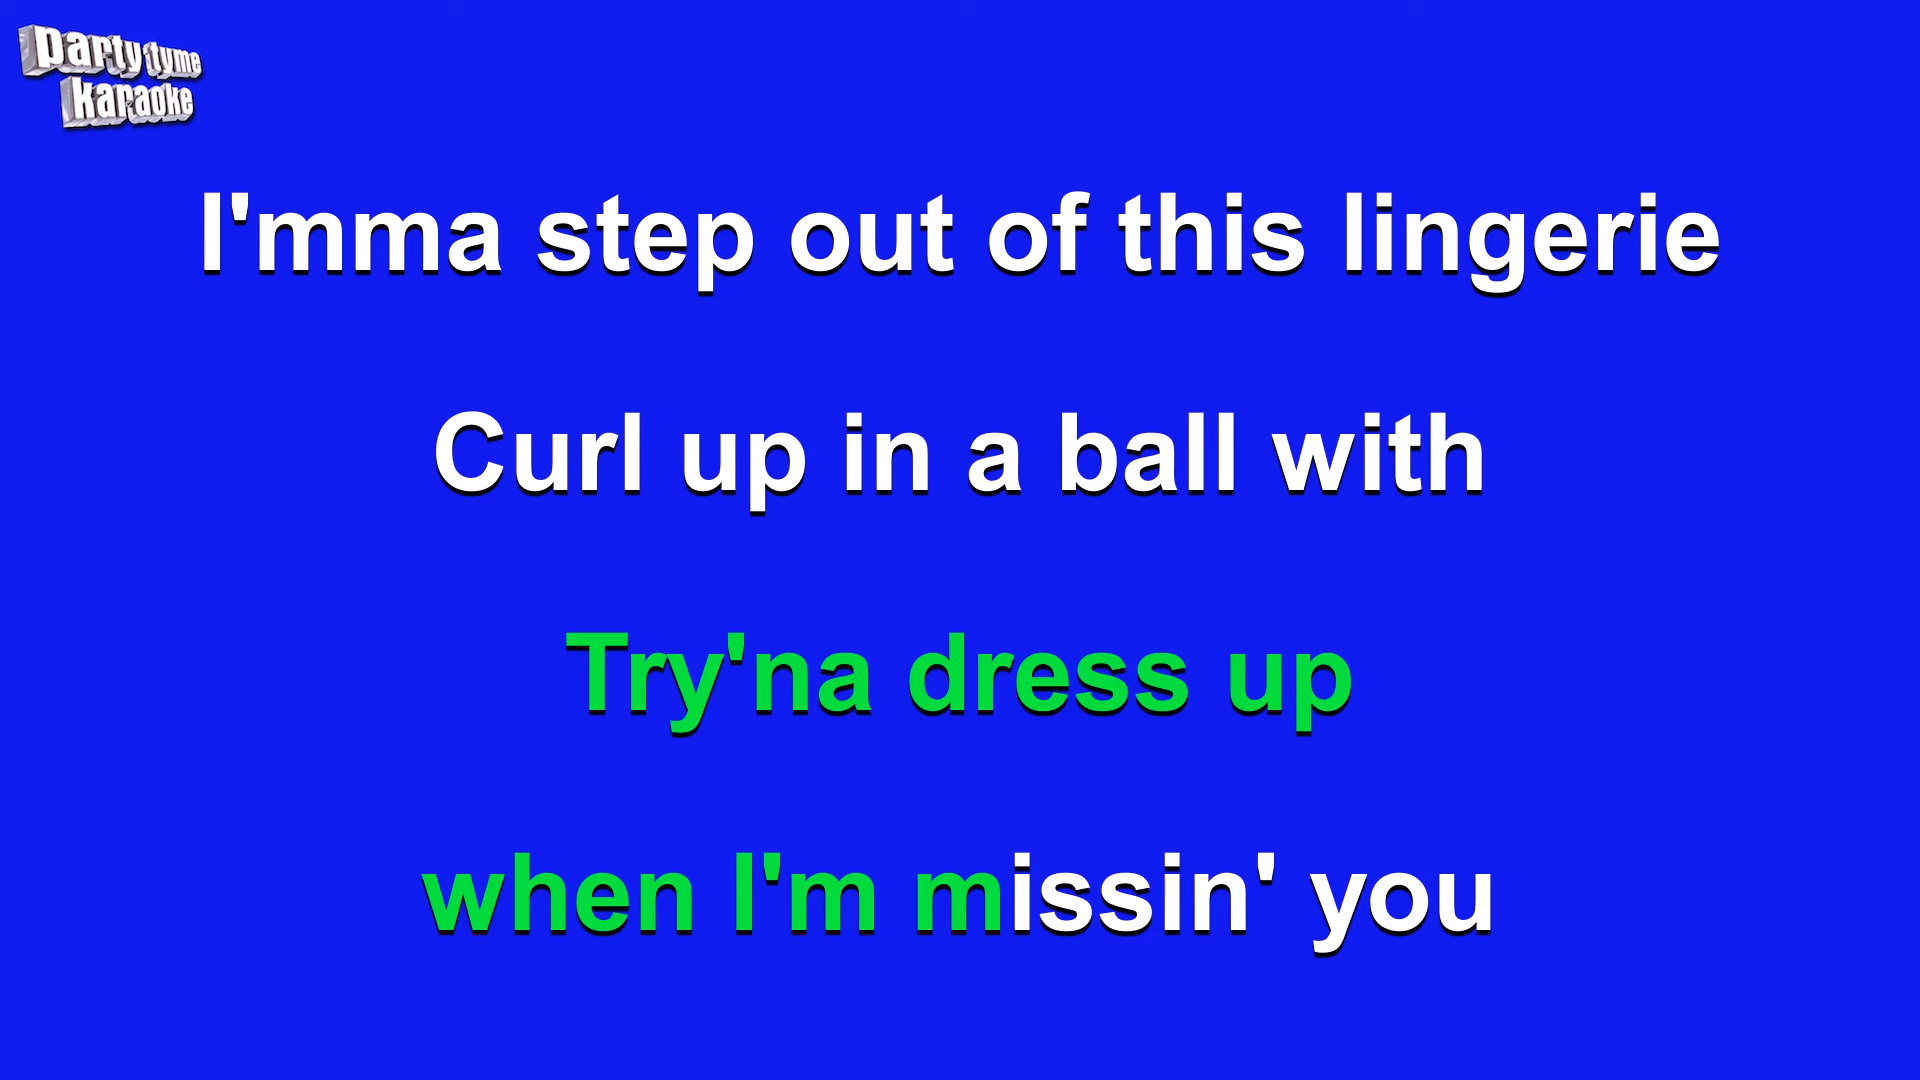 party tyme
karaoke
I'mma step out of this lingerie
Curl up in a ball with
Try'na dress up
when I'm missin' you